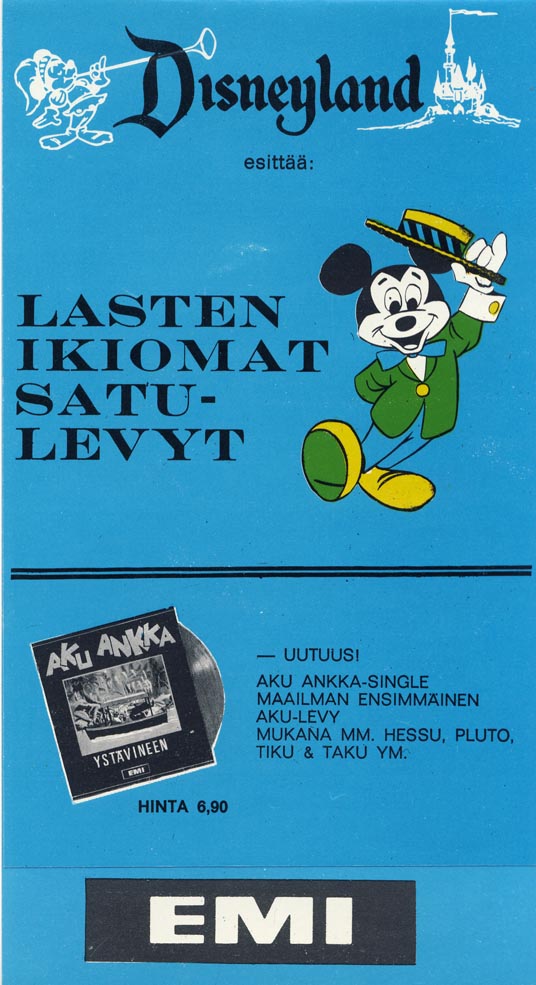 Disneyland
esittää:
LASTEN
IKIOMAT
SATU-
LEVYT
AKU ANKKA
YSTÄVINEEN
EMI
HINTA 6,90
— UUTUUS!
AKU ANKKA-SINGLE
MAAILMAN ENSIMMÄINEN
AKU-LEVY
MUKANA MM. HESSU, PLUTO,
TIKU & TAKU YM.
EMI